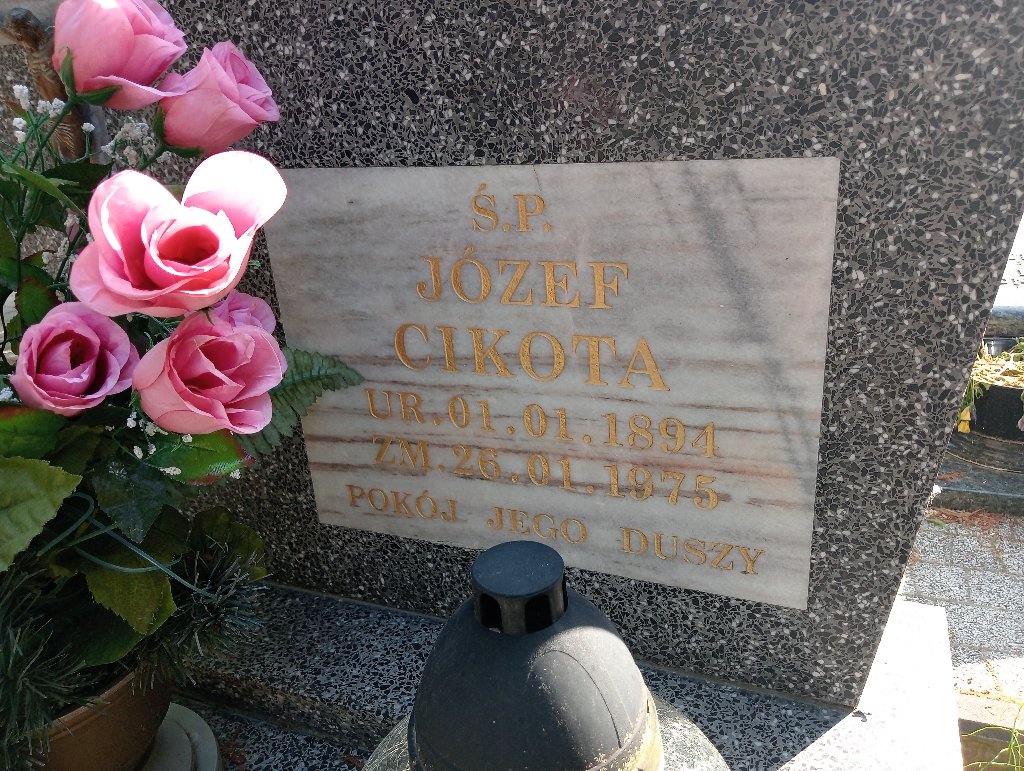 Ś.P.
JÓZEF
CIKOTA
UR.01.01.1894
ZM.26.01.1975
POKÓJ JEGO DUSZY